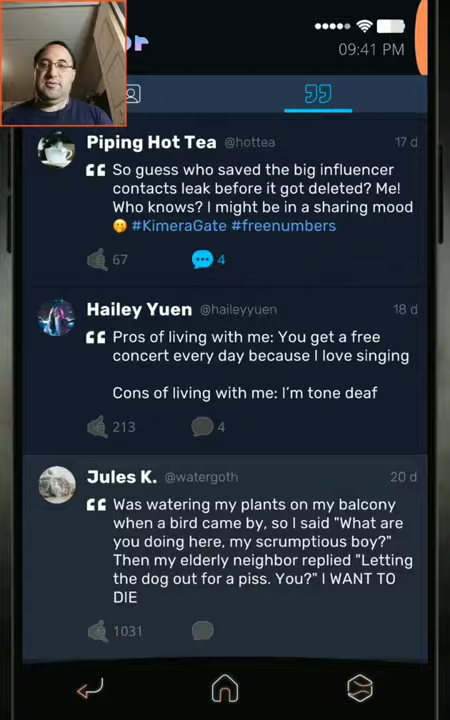 or
09:41 PM
Piping Hot Tea @hottea 17 d
So guess who saved the big influencer
contacts leak before it got deleted? Me!
Who knows? I might be in a sharing mood
🤫 #KimeraGate #freenumbers
67 4
Hailey Yuen @haileyyuen 18 d
Pros of living with me: You get a free
concert every day because I love singing
Cons of living with me: I'm tone deaf
213 4
Jules K. @watergoth 20 d
Was watering my plants on my balcony
when a bird came by, so I said "What are
you doing here, my scrumptious boy?"
Then my elderly neighbor replied "Letting
the dog out for a piss. You?" I WANT TO
DIE
1031